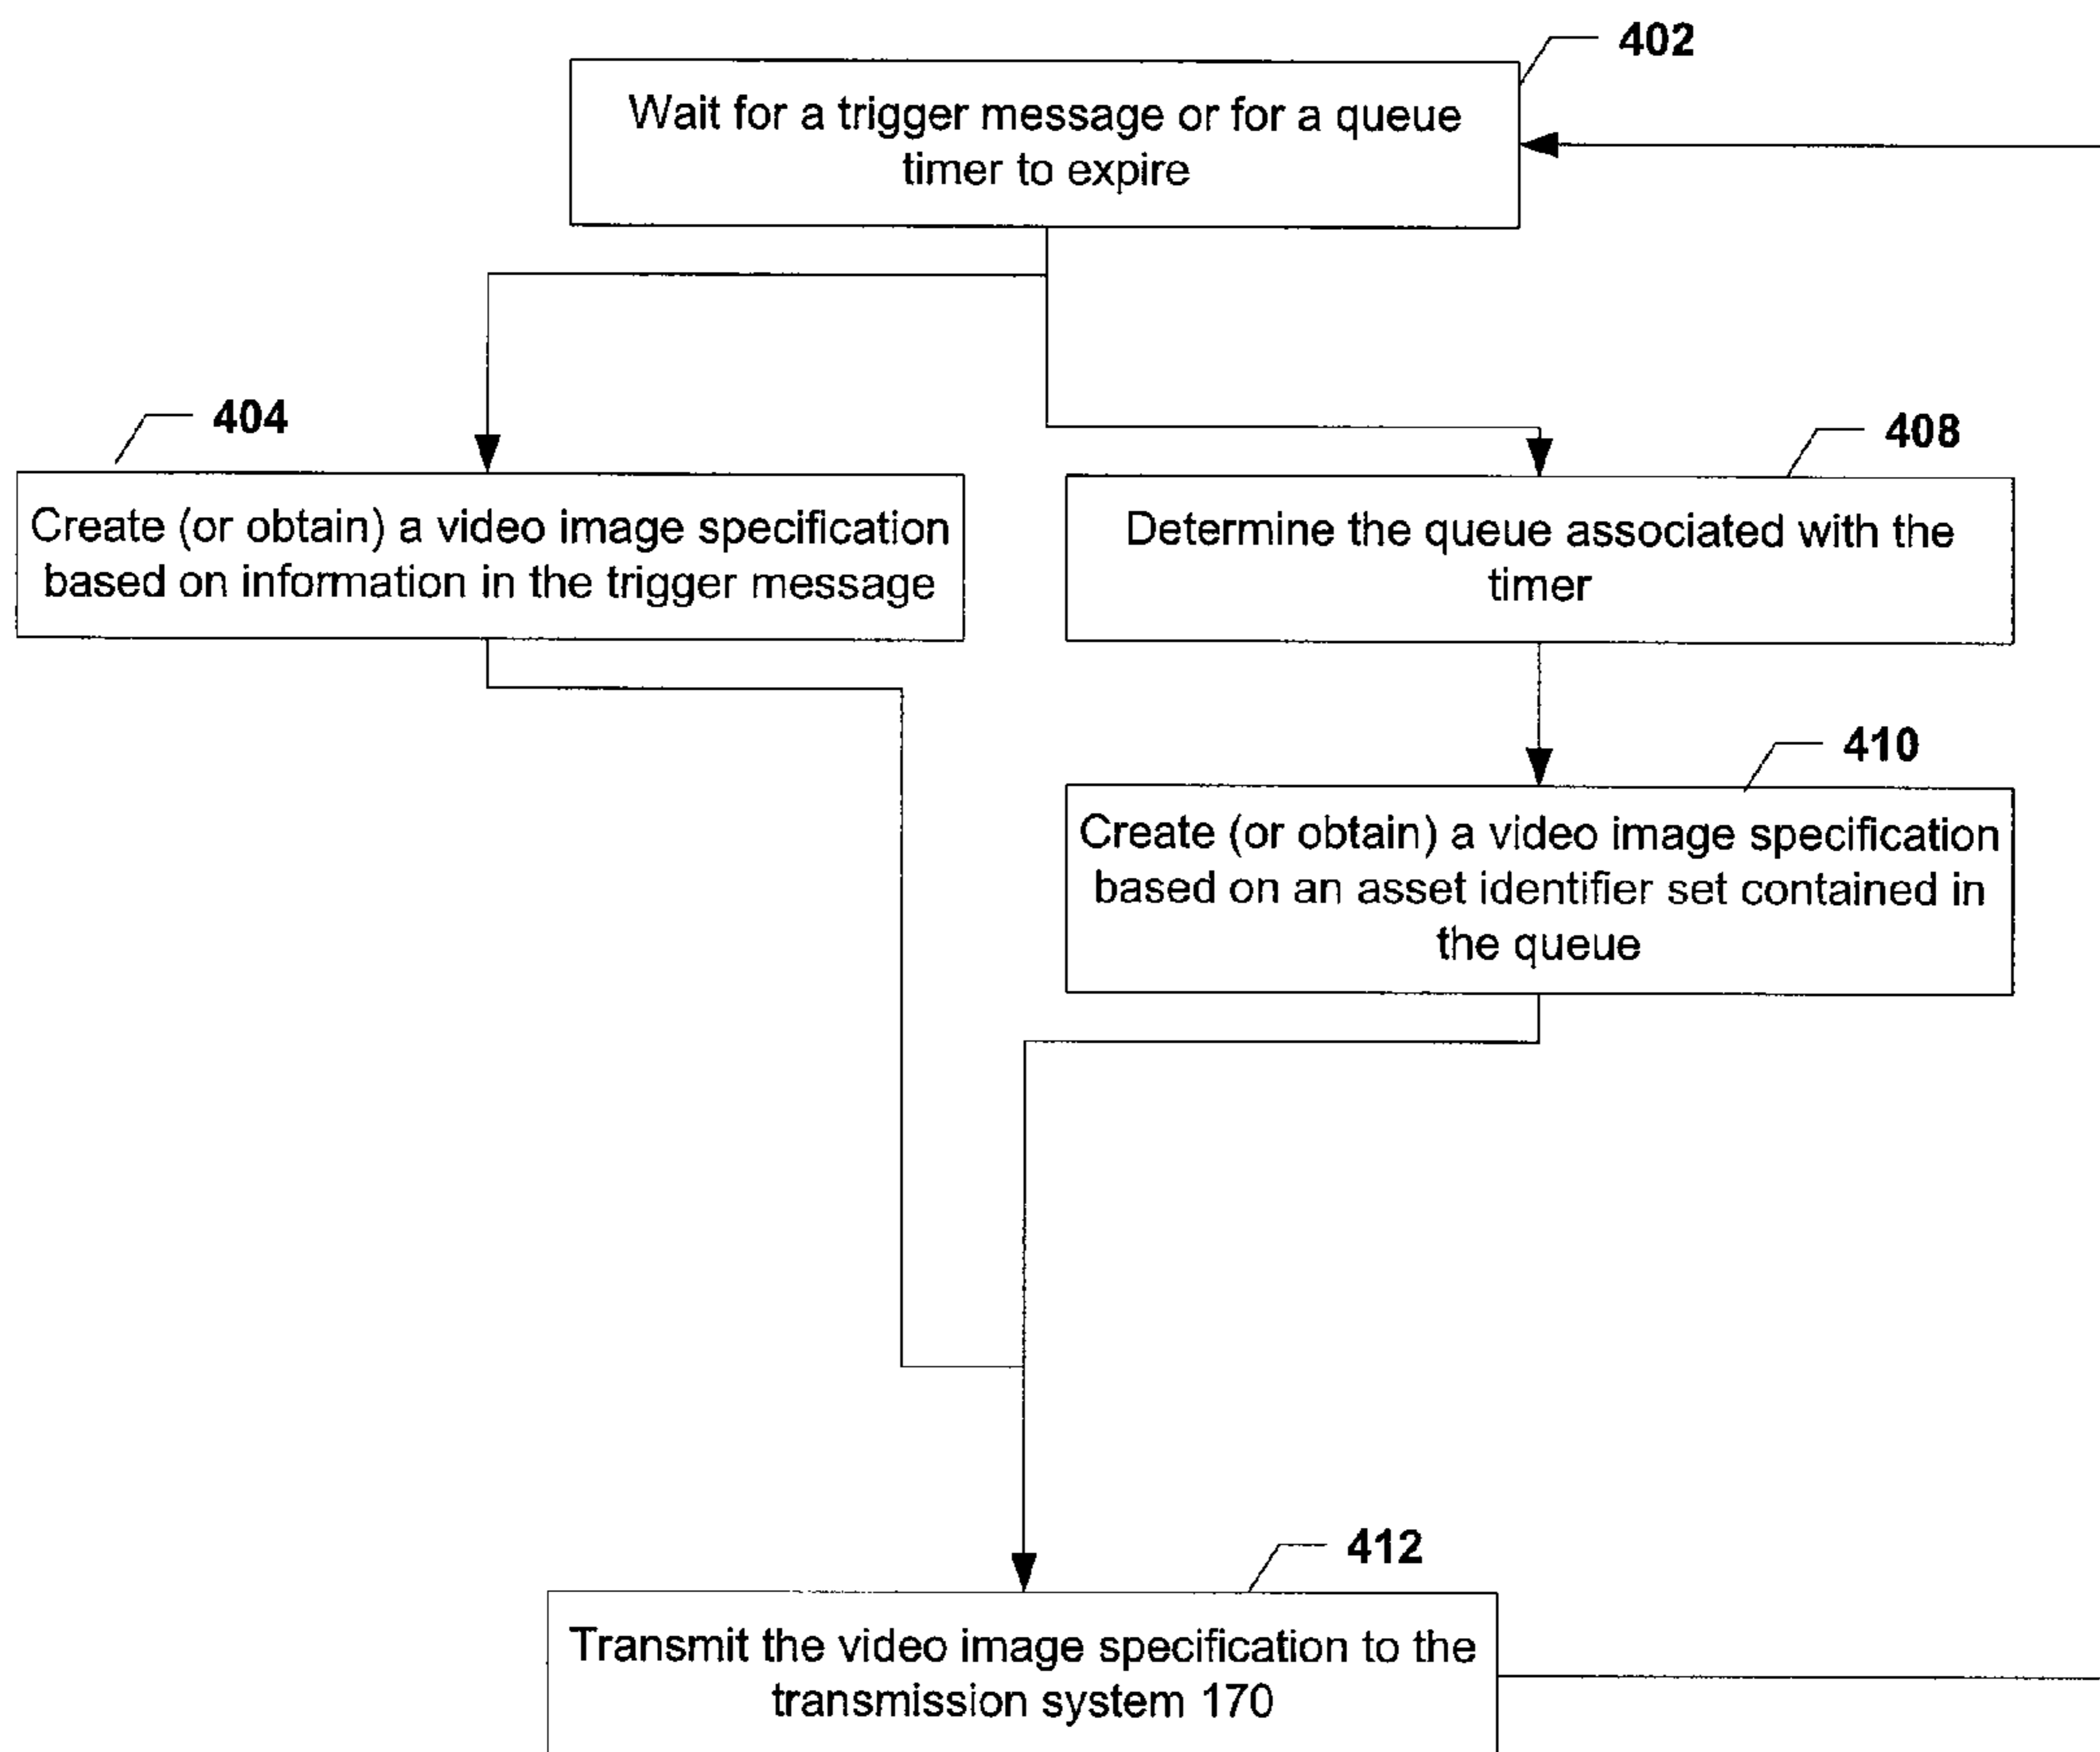 402
Wait for a trigger message or for a queue
timer to expire
404
Create (or obtain) a video image specification
based on information in the trigger message
408
Determine the queue associated with the
timer
410
Create (or obtain) a video image specification
based on an asset identifier set contained in
the queue
412
Transmit the video image specification to the
transmission system 170